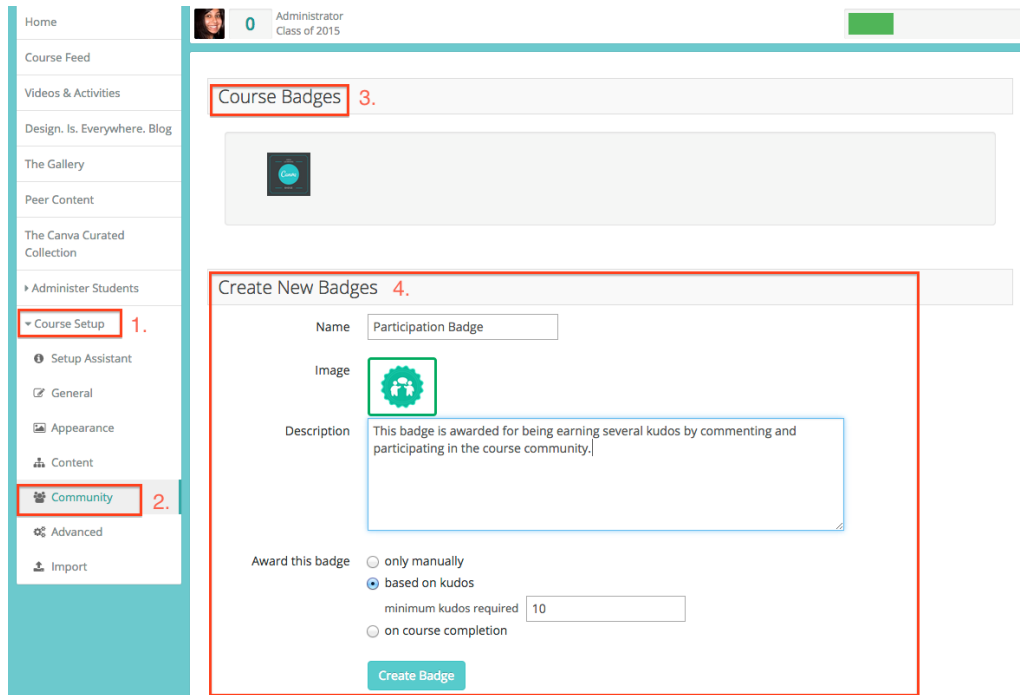 Home
Course Feed
Videos & Activities
Design. Is. Everywhere. Blog
The Gallery
Peer Content
The Canva Curated
Collection
Administer Students
Course Setup 1.
Setup Assistant
General
Appearance
Content
Community 2.
Advanced
Import
0
Administrator
Class of 2015
Course Badges 3.
Canva
Create New Badges 4.
Name Participation Badge
Image
Description This badge is awarded for being earning several kudos by commenting and
participating in the course community.
Award this badge only manually
based on kudos
minimum kudos required 10
on course completion
Create Badge